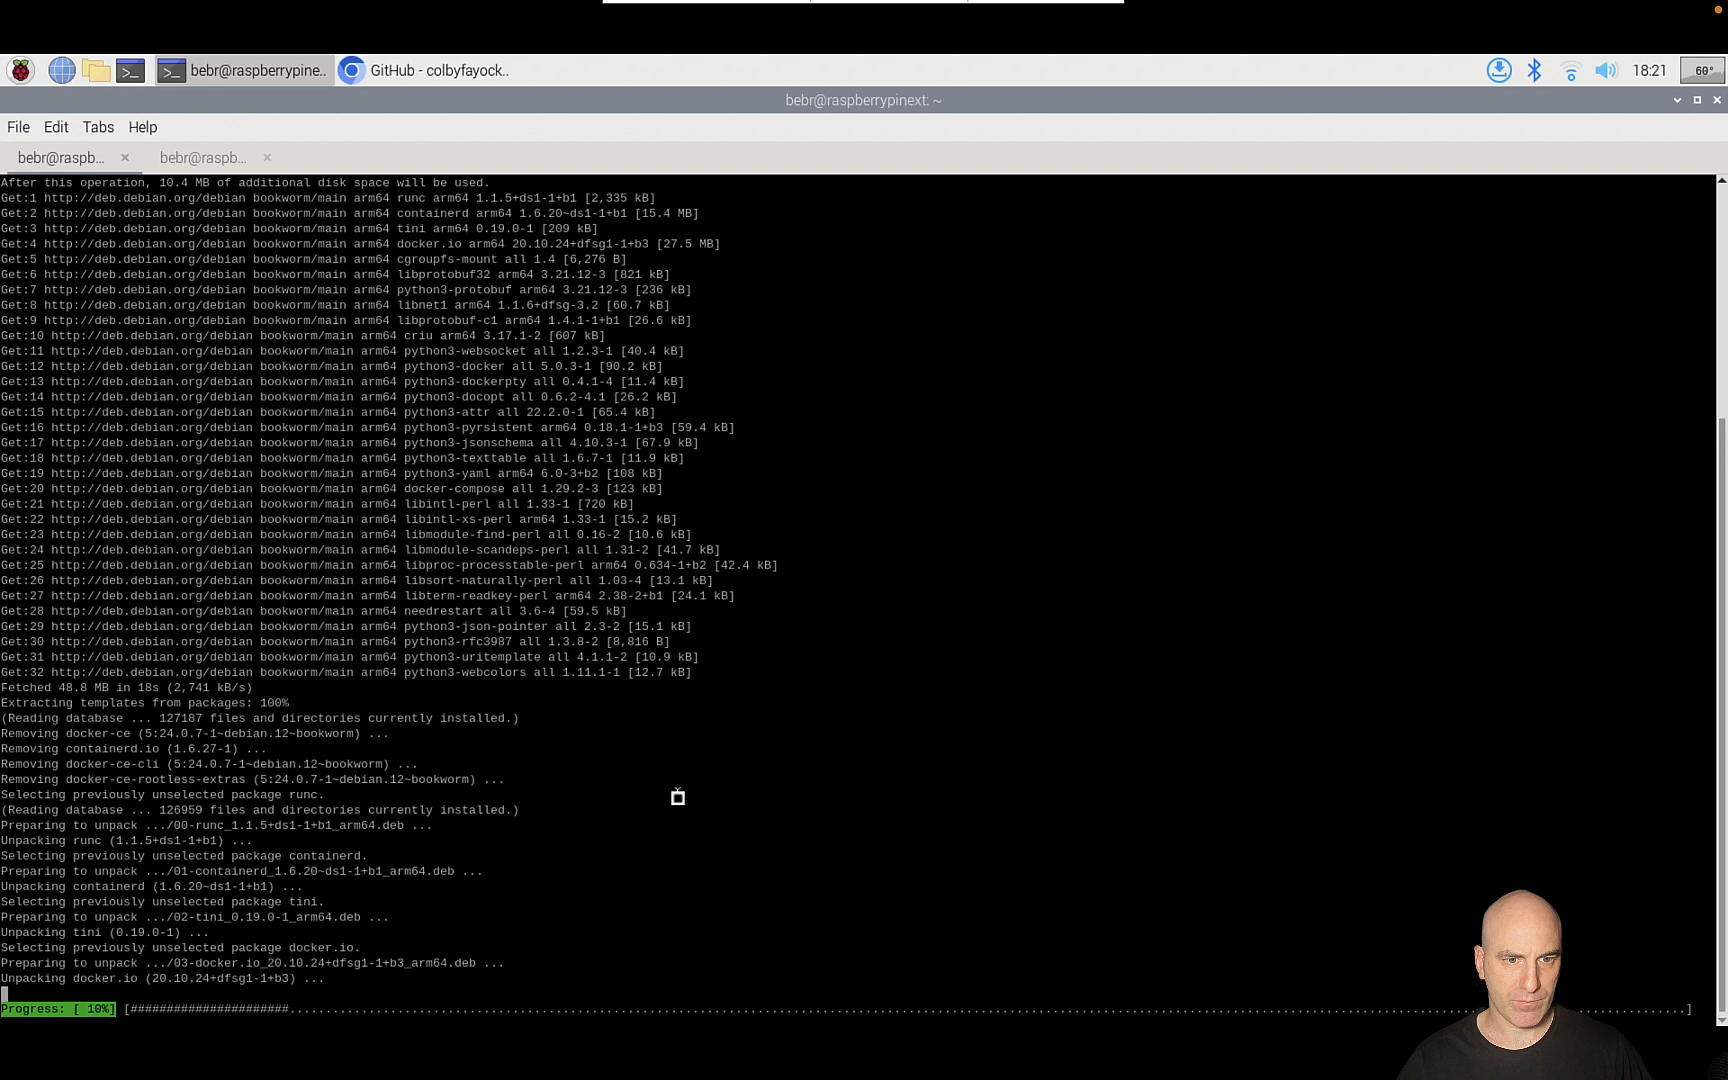 bebr@raspberrypine..
GitHub - colbyfayock..
18:21
60°
bebr@raspberrypinext: ~
File Edit Tabs Help
bebr@raspb... ×
bebr@raspb... ×
After this operation, 10.4 MB of additional disk space will be used.
Get:1 http://deb.debian.org/debian bookworm/main arm64 runc arm64 1.1.5+ds1-1+b1 [2,335 kB]
Get:2 http://deb.debian.org/debian bookworm/main arm64 containerd arm64 1.6.20~ds1-1+b1 [15.4 MB]
Get:3 http://deb.debian.org/debian bookworm/main arm64 tini arm64 0.19.0-1 [209 kB]
Get:4 http://deb.debian.org/debian bookworm/main arm64 docker.io arm64 20.10.24+dfsg1-1+b3 [27.5 MB]
Get:5 http://deb.debian.org/debian bookworm/main arm64 cgroupfs-mount all 1.4 [6,276 B]
Get:6 http://deb.debian.org/debian bookworm/main arm64 libprotobuf32 arm64 3.21.12-3 [821 kB]
Get:7 http://deb.debian.org/debian bookworm/main arm64 python3-protobuf arm64 3.21.12-3 [236 kB]
Get:8 http://deb.debian.org/debian bookworm/main arm64 libnet1 arm64 1.1.6+dfsg-3.2 [60.7 kB]
Get:9 http://deb.debian.org/debian bookworm/main arm64 libprotobuf-c1 arm64 1.4.1-1+b1 [26.6 kB]
Get:10 http://deb.debian.org/debian bookworm/main arm64 criu arm64 3.17.1-2 [607 kB]
Get:11 http://deb.debian.org/debian bookworm/main arm64 python3-websocket all 1.2.3-1 [40.4 kB]
Get:12 http://deb.debian.org/debian bookworm/main arm64 python3-docker all 5.0.3-1 [90.2 kB]
Get:13 http://deb.debian.org/debian bookworm/main arm64 python3-dockerpty all 0.4.1-4 [11.4 kB]
Get:14 http://deb.debian.org/debian bookworm/main arm64 python3-docopt all 0.6.2-4.1 [26.2 kB]
Get:15 http://deb.debian.org/debian bookworm/main arm64 python3-attr all 22.2.0-1 [65.4 kB]
Get:16 http://deb.debian.org/debian bookworm/main arm64 python3-pyrsistent arm64 0.18.1-1+b3 [59.4 kB]
Get:17 http://deb.debian.org/debian bookworm/main arm64 python3-jsonschema all 4.10.3-1 [67.9 kB]
Get:18 http://deb.debian.org/debian bookworm/main arm64 python3-texttable all 1.6.7-1 [11.9 kB]
Get:19 http://deb.debian.org/debian bookworm/main arm64 python3-yaml arm64 6.0-3+b2 [108 kB]
Get:20 http://deb.debian.org/debian bookworm/main arm64 docker-compose all 1.29.2-3 [123 kB]
Get:21 http://deb.debian.org/debian bookworm/main arm64 libintl-perl all 1.33-1 [720 kB]
Get:22 http://deb.debian.org/debian bookworm/main arm64 libintl-xs-perl arm64 1.33-1 [15.2 kB]
Get:23 http://deb.debian.org/debian bookworm/main arm64 libmodule-find-perl all 0.16-2 [10.6 kB]
Get:24 http://deb.debian.org/debian bookworm/main arm64 libmodule-scandeps-perl all 1.31-2 [41.7 kB]
Get:25 http://deb.debian.org/debian bookworm/main arm64 libproc-processtable-perl arm64 0.634-1+b2 [42.4 kB]
Get:26 http://deb.debian.org/debian bookworm/main arm64 libsort-naturally-perl all 1.03-4 [13.1 kB]
Get:27 http://deb.debian.org/debian bookworm/main arm64 libterm-readkey-perl arm64 2.38-2+b1 [24.1 kB]
Get:28 http://deb.debian.org/debian bookworm/main arm64 needrestart all 3.6-4 [59.5 kB]
Get:29 http://deb.debian.org/debian bookworm/main arm64 python3-json-pointer all 2.3-2 [15.1 kB]
Get:30 http://deb.debian.org/debian bookworm/main arm64 python3-rfc3987 all 1.3.8-2 [8,816 B]
Get:31 http://deb.debian.org/debian bookworm/main arm64 python3-uritemplate all 4.1.1-2 [10.9 kB]
Get:32 http://deb.debian.org/debian bookworm/main arm64 python3-webcolors all 1.11.1-1 [12.7 kB]
Fetched 48.8 MB in 18s (2,741 kB/s)
Extracting templates from packages: 100%
(Reading database ... 127187 files and directories currently installed.)
Removing docker-ce (5:24.0.7-1~debian.12~bookworm) ...
Removing containerd.io (1.6.27-1) ...
Removing docker-ce-cli (5:24.0.7-1~debian.12~bookworm) ...
Removing docker-ce-rootless-extras (5:24.0.7-1~debian.12~bookworm) ...
Selecting previously unselected package runc.
(Reading database ... 126959 files and directories currently installed.)
Preparing to unpack .../00-runc_1.1.5+ds1-1+b1_arm64.deb ...
Unpacking runc (1.1.5+ds1-1+b1) ...
Selecting previously unselected package containerd.
Preparing to unpack .../01-containerd_1.6.20~ds1-1+b1_arm64.deb ...
Unpacking containerd (1.6.20~ds1-1+b1) ...
Selecting previously unselected package tini.
Preparing to unpack .../02-tini_0.19.0-1_arm64.deb ...
Unpacking tini (0.19.0-1) ...
Selecting previously unselected package docker.io.
Preparing to unpack .../03-docker.io_20.10.24+dfsg1-1+b3_arm64.deb ...
Unpacking docker.io (20.10.24+dfsg1-1+b3) ...
Progress: [ 10%] [######################..................................................]